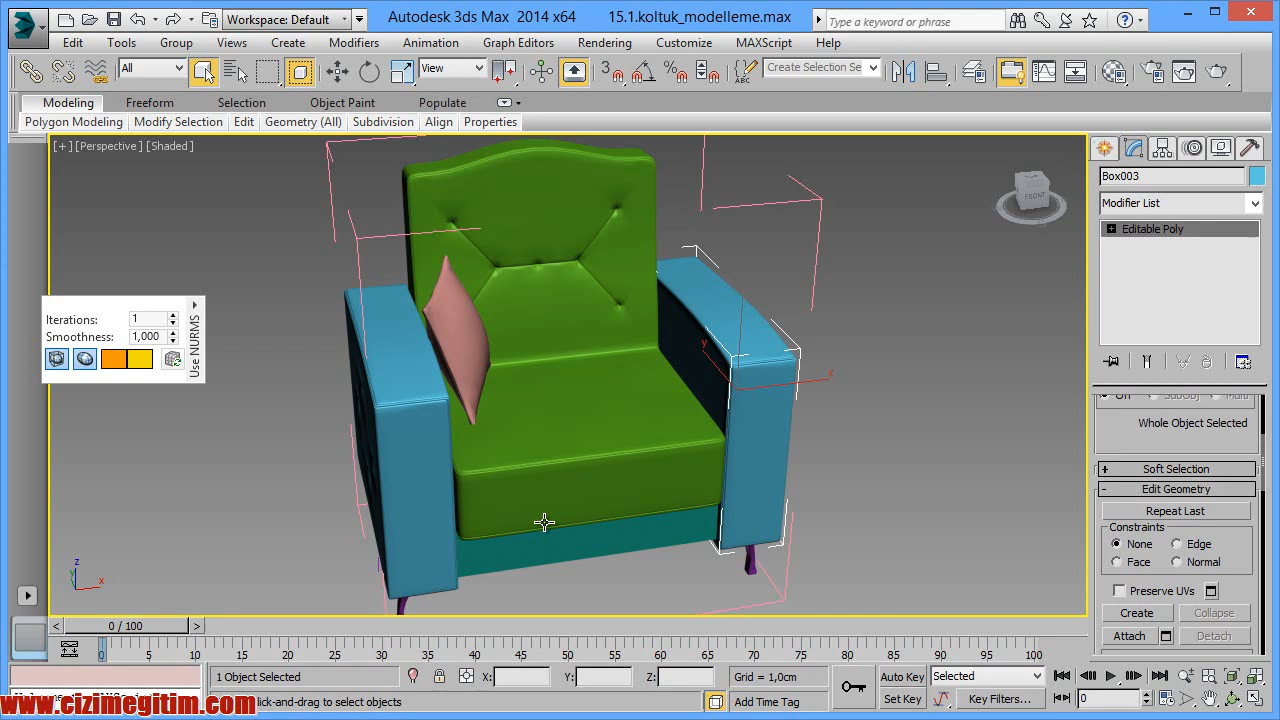 Workspace: Default
Autodesk 3ds Max 2014 x64 15.1.koltuk_modelleme.max
Type a keyword or phrase
Edit Tools Group Views Create Modifiers Animation Graph Editors Rendering Customize MAXScript Help
All View Create Selection Se
Modeling Freeform Selection Object Paint Populate
Polygon Modeling Modify Selection Edit Geometry (All) Subdivision Align Properties
[+] [Perspective] [Shaded]
FRONT
Box003
Modifier List
Editable Poly
Iterations: 1
Smoothness: 1,000
Use NURMS
y x
z
y
x
Whole Object Selected
+ Soft Selection
- Edit Geometry
Repeat Last
Constraints
None Edge
Face Normal
Preserve UVs
Create Collapse
Attach Detach
< 0 / 100 >
0 5 10 15 20 25 30 35 40 45 50 55 60 65 70 75 80 85 90 95 100
1 Object Selected X: Y: Z: Grid = 1,0cm Auto Key Selected
www.cizimegitim.com
-and-drag to select objects Add Time Tag Set Key Key Filters... 0